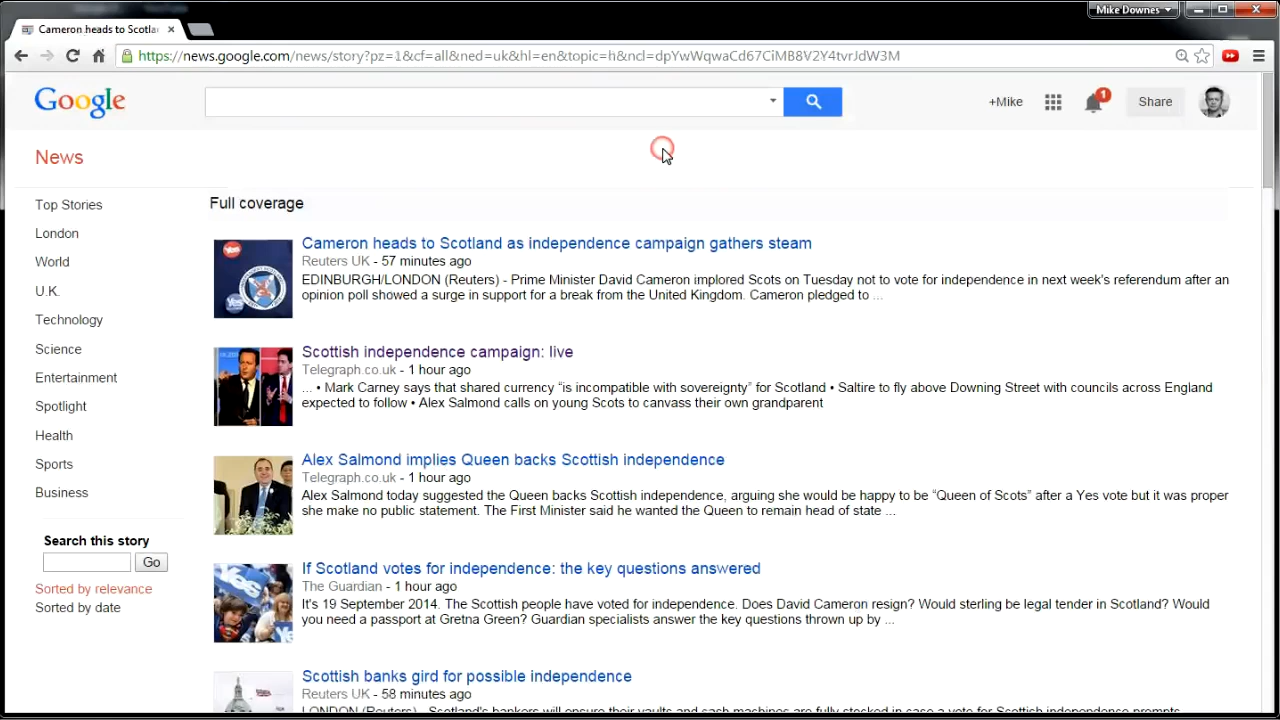 Mike Downes
Cameron heads to Scotla
https://news.google.com/news/story?pz=1&cf=all&ned=uk&hl=en&topic=h&ncl=dpYwWqwaCd67CiMB8V2Y4tvrJdW3M
Google
+Mike
1
Share
News
Top Stories
London
World
U.K.
Technology
Science
Entertainment
Spotlight
Health
Sports
Business
Search this story
Go
Sorted by relevance
Sorted by date
Full coverage
Cameron heads to Scotland as independence campaign gathers steam
Reuters UK - 57 minutes ago
EDINBURGH/LONDON (Reuters) - Prime Minister David Cameron implored Scots on Tuesday not to vote for independence in next week's referendum after an
opinion poll showed a surge in support for a break from the United Kingdom. Cameron pledged to ...
Scottish independence campaign: live
Telegraph.co.uk - 1 hour ago
... • Mark Carney says that shared currency “is incompatible with sovereignty” for Scotland • Saltire to fly above Downing Street with councils across England
expected to follow • Alex Salmond calls on young Scots to canvass their own grandparent
Alex Salmond implies Queen backs Scottish independence
Telegraph.co.uk - 1 hour ago
Alex Salmond today suggested the Queen backs Scottish independence, arguing she would be happy to be “Queen of Scots” after a Yes vote but it was proper
she make no public statement. The First Minister said he wanted the Queen to remain head of state ...
If Scotland votes for independence: the key questions answered
The Guardian - 1 hour ago
It's 19 September 2014. The Scottish people have voted for independence. Does David Cameron resign? Would sterling be legal tender in Scotland? Would
you need a passport at Gretna Green? Guardian specialists answer the key questions thrown up by ...
Scottish banks gird for possible independence
Reuters UK - 58 minutes ago
LONDON (Reuters) - Scotland's bankers will ensure their vaults and cash machines are fully stocked in case a vote for Scottish independence prompts